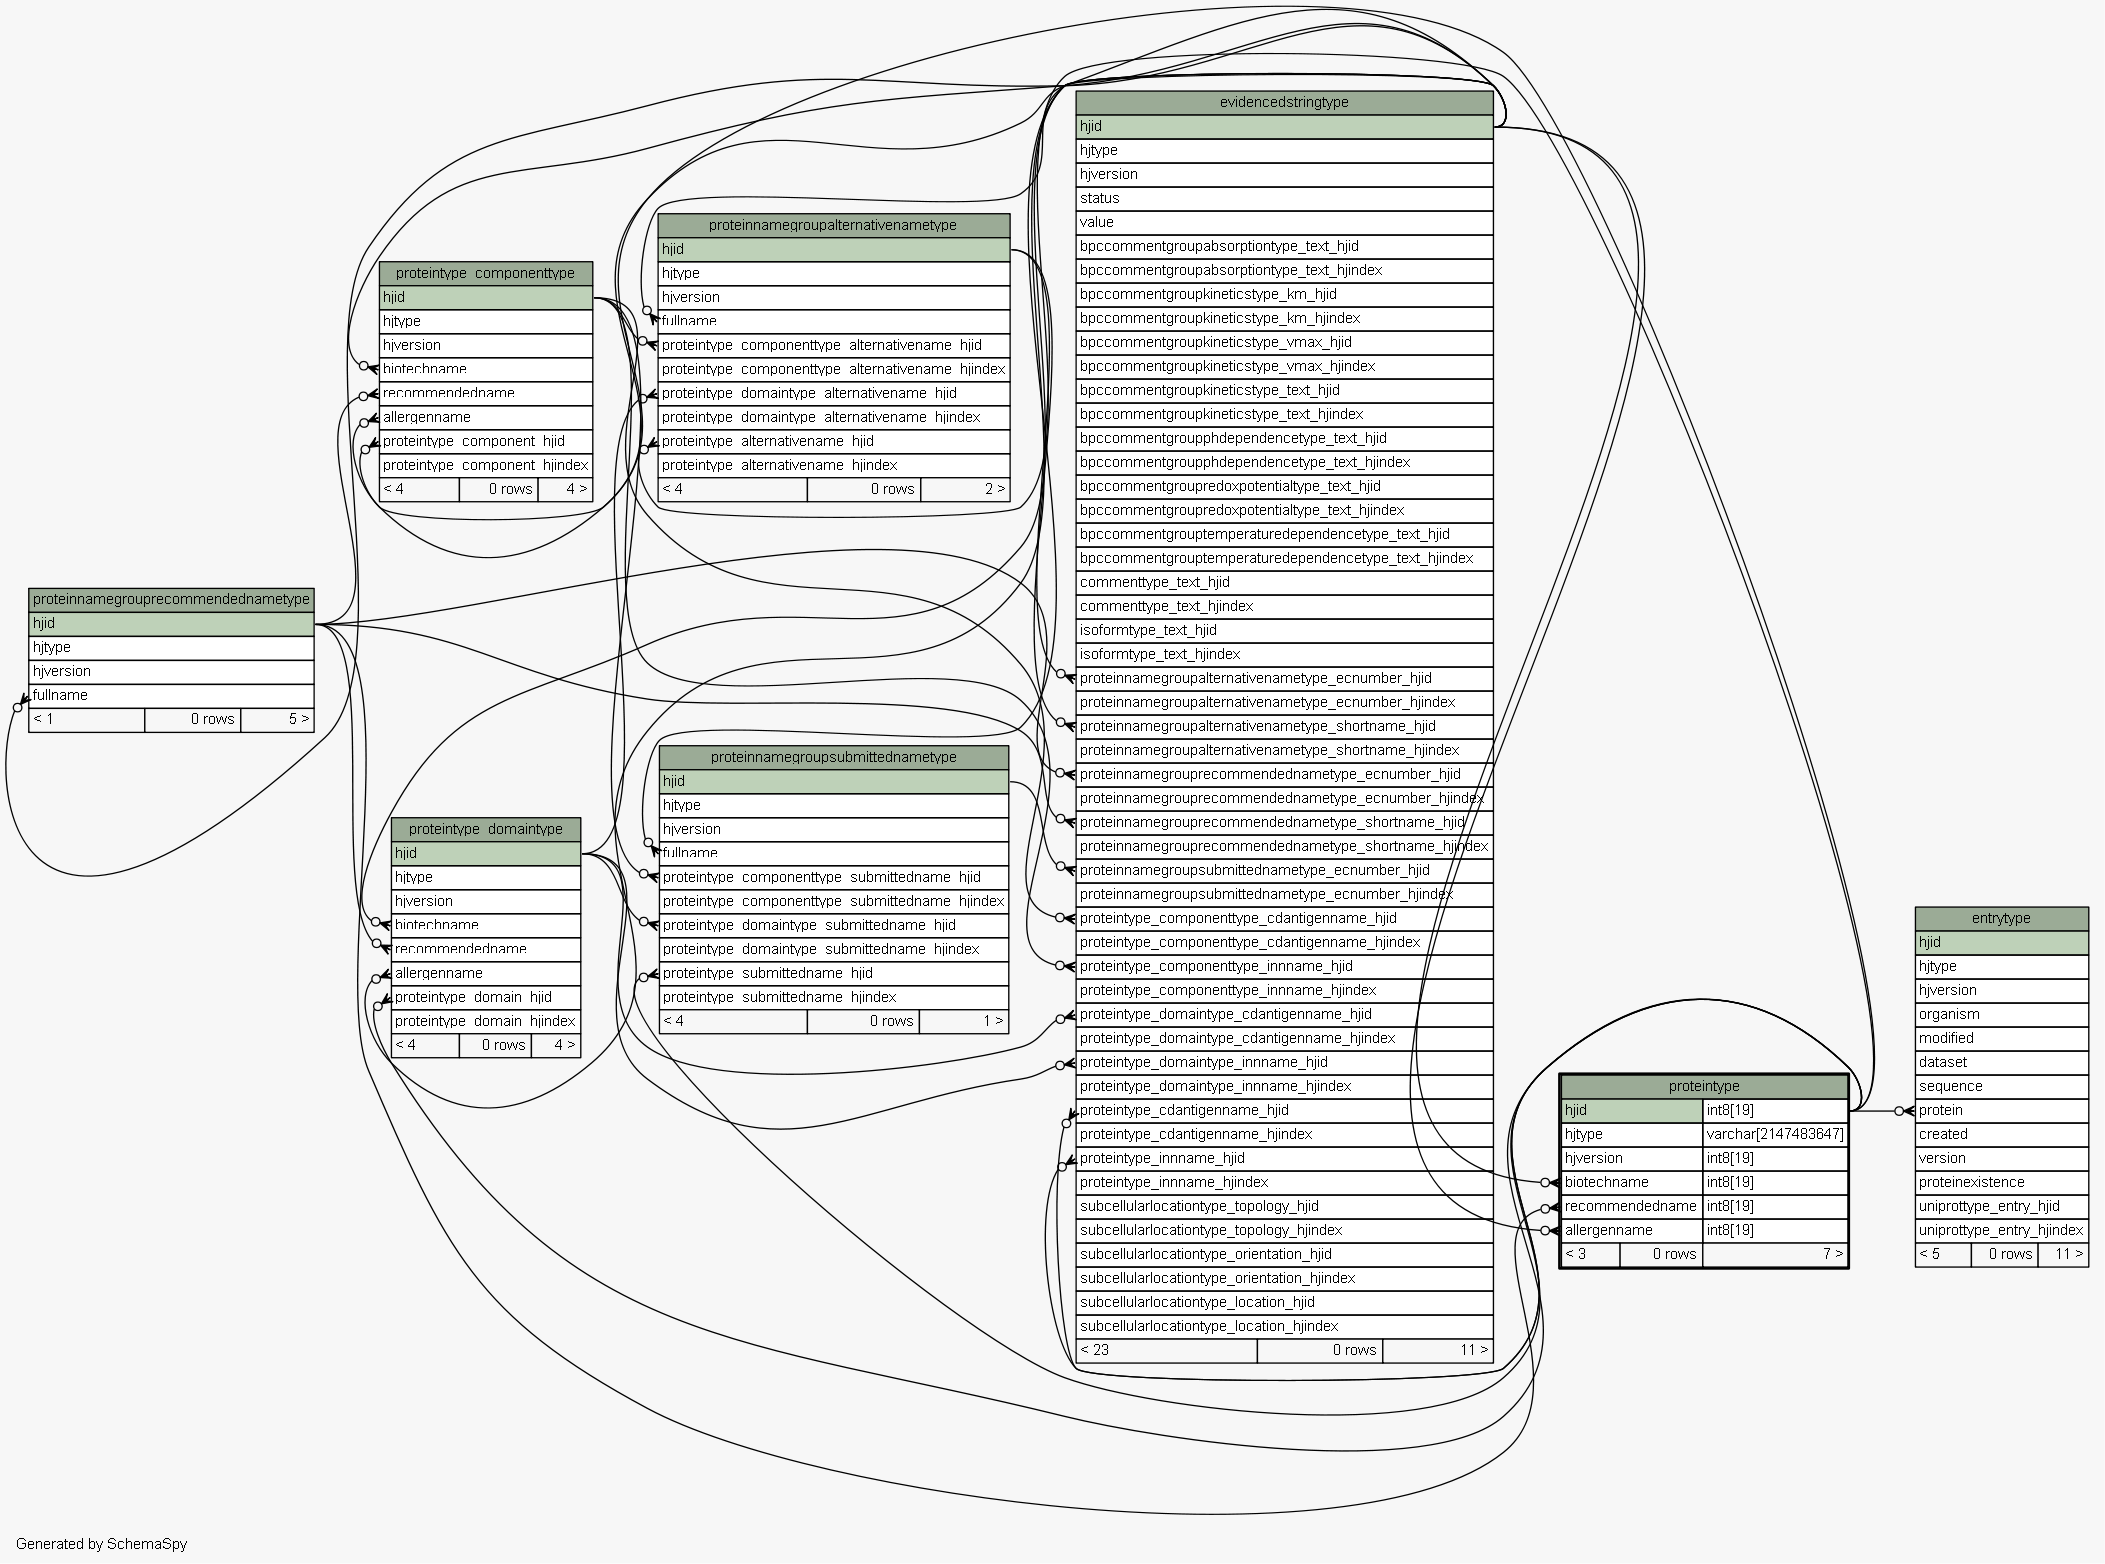 evidencedstringtype
hjid
hjtype
hjversion
status
value
bpccommentgroupabsorptiontype_text_hjid
bpccommentgroupabsorptiontype_text_hjindex
bpccommentgroupkineticstype_km_hjid
bpccommentgroupkineticstype_km_hjindex
bpccommentgroupkineticstype_vmax_hjid
bpccommentgroupkineticstype_vmax_hjindex
bpccommentgroupkineticstype_text_hjid
bpccommentgroupkineticstype_text_hjindex
bpccommentgroupphdependencetype_text_hjid
bpccommentgroupphdependencetype_text_hjindex
bpccommentgroupredoxpotentialtype_text_hjid
bpccommentgroupredoxpotentialtype_text_hjindex
bpccommentgrouptemperaturedependencetype_text_hjid
bpccommentgrouptemperaturedependencetype_text_hjindex
commenttype_text_hjid
commenttype_text_hjindex
isoformtype_text_hjid
isoformtype_text_hjindex
proteinnamegroupalternativenametype_ecnumber_hjid
proteinnamegroupalternativenametype_ecnumber_hjindex
proteinnamegroupalternativenametype_shortname_hjid
proteinnamegroupalternativenametype_shortname_hjindex
proteinnamegrouprecommendednametype_ecnumber_hjid
proteinnamegrouprecommendednametype_ecnumber_hjindex
proteinnamegrouprecommendednametype_shortname_hjid
proteinnamegrouprecommendednametype_shortname_hjindex
proteinnamegroupsubmittednametype_ecnumber_hjid
proteinnamegroupsubmittednametype_ecnumber_hjindex
proteintype_componenttype_cdantigenname_hjid
proteintype_componenttype_cdantigenname_hjindex
proteintype_componenttype_innname_hjid
proteintype_componenttype_innname_hjindex
proteintype_domaintype_cdantigenname_hjid
proteintype_domaintype_cdantigenname_hjindex
proteintype_domaintype_innname_hjid
proteintype_domaintype_innname_hjindex
proteintype_cdantigenname_hjid
proteintype_cdantigenname_hjindex
proteintype_innname_hjid
proteintype_innname_hjindex
subcellularlocationtype_topology_hjid
subcellularlocationtype_topology_hjindex
subcellularlocationtype_orientation_hjid
subcellularlocationtype_orientation_hjindex
subcellularlocationtype_location_hjid
subcellularlocationtype_location_hjindex
< 23 0 rows 11 >
proteinnamegroupalternativenametype
hjid
hjtype
hjversion
fullname
proteintype_componenttype_alternativename_hjid
proteintype_componenttype_alternativename_hjindex
proteintype_domaintype_alternativename_hjid
proteintype_domaintype_alternativename_hjindex
proteintype_alternativename_hjid
proteintype_alternativename_hjindex
< 4 0 rows 2 >
proteintype_componenttype
hjid
hjtype
hjversion
biotechname
recommendedname
allergenname
proteintype_component_hjid
proteintype_component_hjindex
< 4 0 rows 4 >
proteinnamegrouprecommendednametype
hjid
hjtype
hjversion
fullname
< 1 0 rows 5 >
proteinnamegroupsubmittednametype
hjid
hjtype
hjversion
fullname
proteintype_componenttype_submittedname_hjid
proteintype_componenttype_submittedname_hjindex
proteintype_domaintype_submittedname_hjid
proteintype_domaintype_submittedname_hjindex
proteintype_submittedname_hjid
proteintype_submittedname_hjindex
< 4 0 rows 1 >
proteintype_domaintype
hjid
hjtype
hjversion
biotechname
recommendedname
allergenname
proteintype_domain_hjid
proteintype_domain_hjindex
< 4 0 rows 4 >
proteintype
hjid int8[19]
hjtype varchar[2147483647]
hjversion int8[19]
biotechname int8[19]
recommendedname int8[19]
allergenname int8[19]
< 3 0 rows 7 >
entrytype
hjid
hjtype
hjversion
organism
modified
dataset
sequence
protein
created
version
proteinexistence
uniprottype_entry_hjid
uniprottype_entry_hjindex
< 5 0 rows 11 >
Generated by SchemaSpy